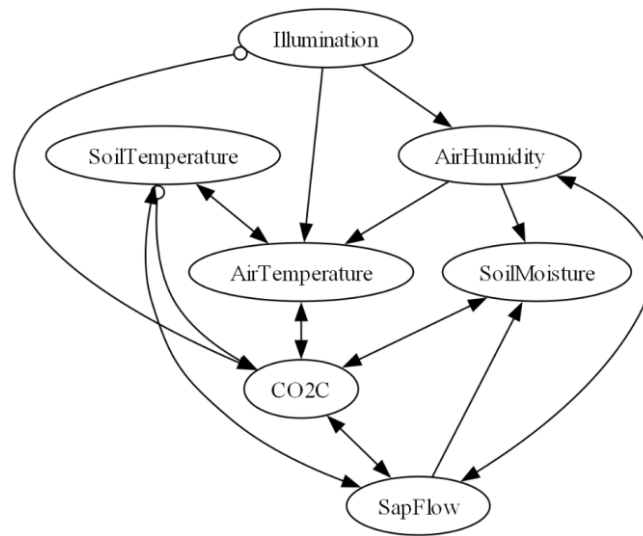 Illumination
SoilTemperature
AirHumidity
AirTemperature
SoilMoisture
CO2C
SapFlow